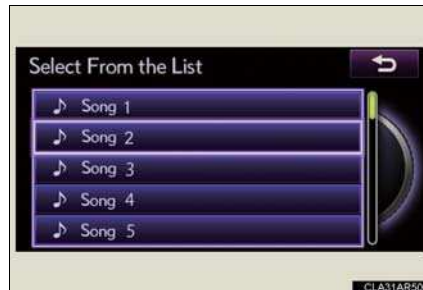 Select From the List
Song 1
Song 2
Song 3
Song 4
Song 5
CLA31AR50